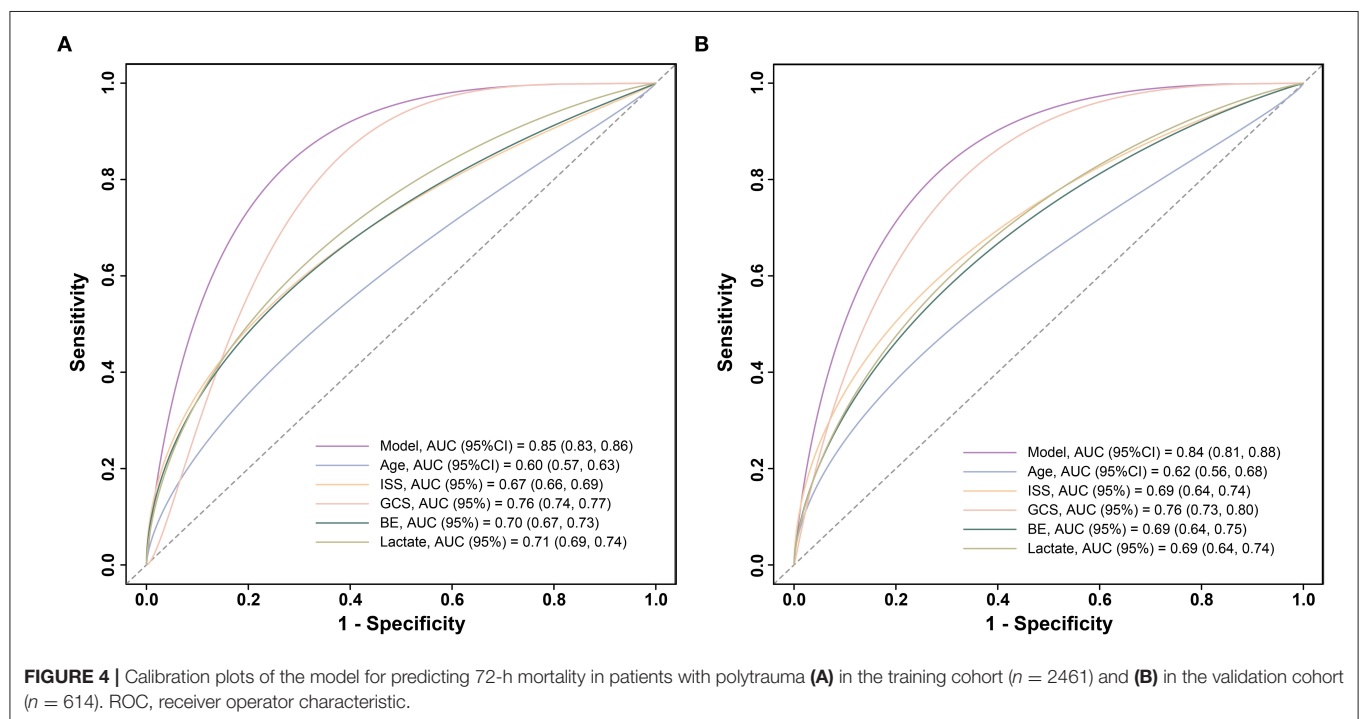 A
B
Sensitivity
1.0
0.8
0.6
0.4
0.2
0.0
Model, AUC (95%CI) = 0.85 (0.83, 0.86)
Age, AUC (95%CI) = 0.60 (0.57, 0.63)
ISS, AUC (95%) = 0.67 (0.66, 0.69)
GCS, AUC (95%) = 0.76 (0.74, 0.77)
BE, AUC (95%) = 0.70 (0.67, 0.73)
Lactate, AUC (95%) = 0.71 (0.69, 0.74)
0.0 0.2 0.4 0.6 0.8 1.0
1 - Specificity
Sensitivity
1.0
0.8
0.6
0.4
0.2
0.0
Model, AUC (95%CI) = 0.84 (0.81, 0.88)
Age, AUC (95%CI) = 0.62 (0.56, 0.68)
ISS, AUC (95%) = 0.69 (0.64, 0.74)
GCS, AUC (95%) = 0.76 (0.73, 0.80)
BE, AUC (95%) = 0.69 (0.64, 0.75)
Lactate, AUC (95%) = 0.69 (0.64, 0.74)
0.0 0.2 0.4 0.6 0.8 1.0
1 - Specificity
FIGURE 4 | Calibration plots of the model for predicting 72-h mortality in patients with polytrauma (A) in the training cohort (n = 2461) and (B) in the validation cohort
(n = 614). ROC, receiver operator characteristic.